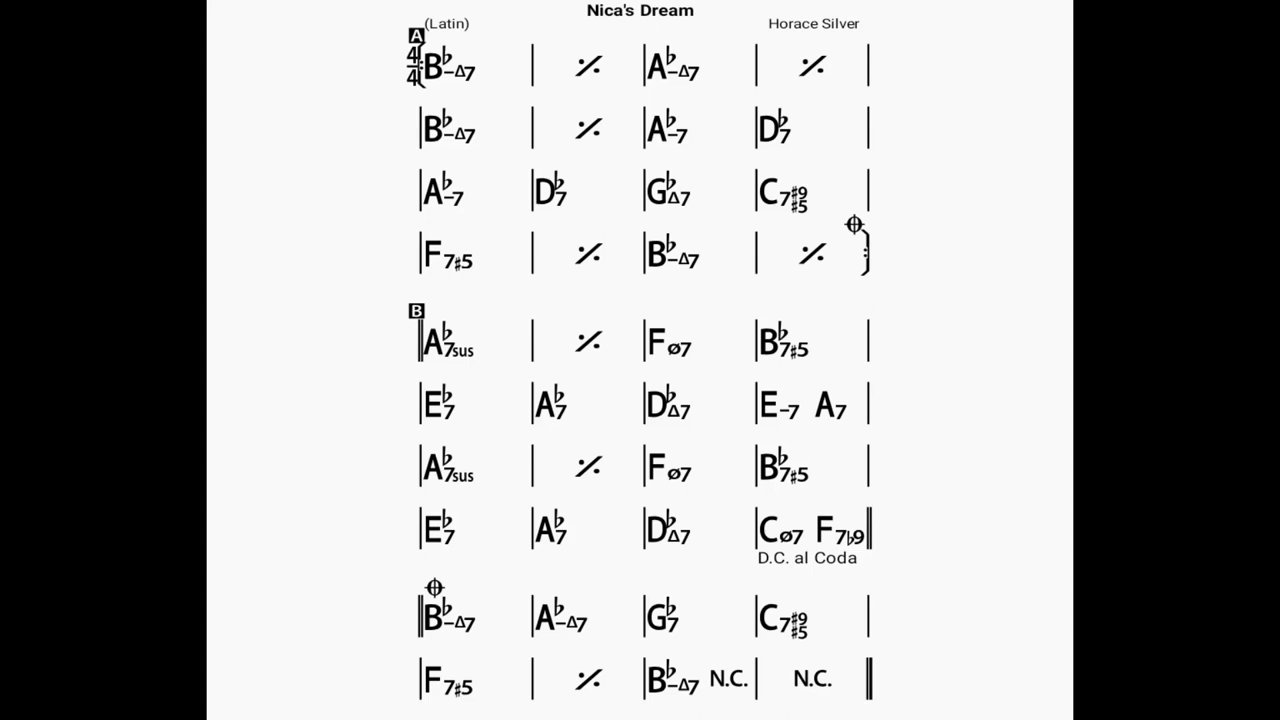 Nica's Dream
(Latin) Horace Silver
A
4/4 B♭-Δ7 | 𝄎 | A♭-Δ7 | 𝄎 |
| B♭-Δ7 | 𝄎 | A♭-7 | D♭7 |
| A♭-7 | D♭7 | G♭Δ7 | C7♯9♯5 |
| F7♯5 | 𝄎 | B♭-Δ7 | 𝄎 𝄌 :|
B
| A♭7sus | 𝄎 | Fø7 | B♭7♯5 |
| E♭7 | A♭7 | D♭Δ7 | E-7 A7 |
| A♭7sus | 𝄎 | Fø7 | B♭7♯5 |
| E♭7 | A♭7 | D♭Δ7 | Cø7 F7♭9 ||
D.C. al Coda
𝄌
| B♭-Δ7 | A♭-Δ7 | G♭7 | C7♯9♯5 |
| F7♯5 | 𝄎 | B♭-Δ7 N.C. | N.C. ||